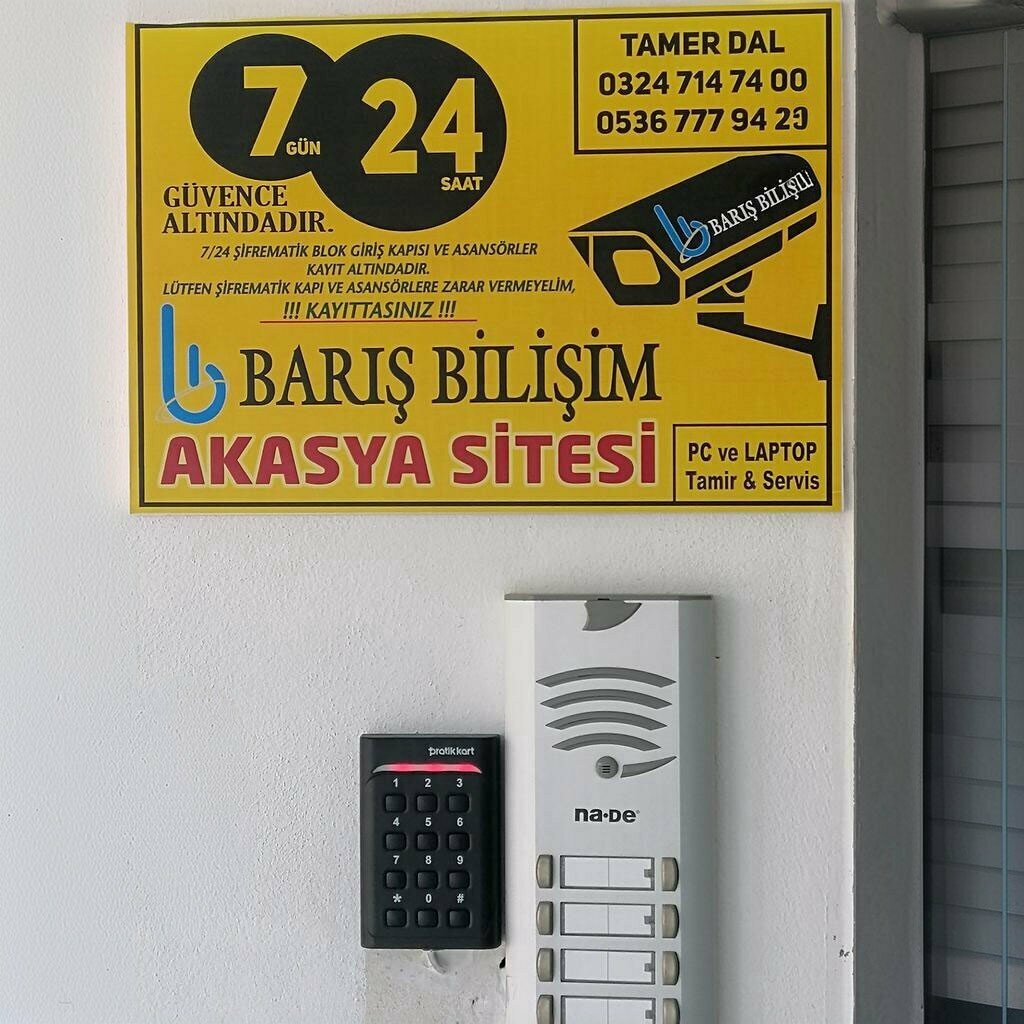 7 GÜN 24 SAAT
GÜVENCE
ALTINDADIR.
TAMER DAL
0324 714 74 00
0536 777 94
BARIŞ BİLİŞİM
7/24 ŞİFREMATİK BLOK GİRİŞ KAPISI VE ASANSÖRLER
KAYIT ALTINDADIR.
LÜTFEN ŞİFREMATİK KAPI VE ASANSÖRLERE ZARAR VERMEYELİM,
!!! KAYITTASINIZ !!!
BARIŞ BİLİŞİM
AKASYA SİTESİ
PC ve LAPTOP
Tamir & Servis
pratikkart
1 2 3
4 5 6
7 8 9
* 0 #
na·De